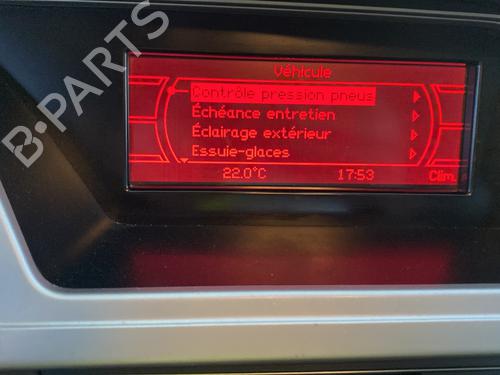 Véhicule
Contrôle pression pneus
Échéance entretien
Éclairage extérieur
Essuie-glaces
22.0°C 17:53 Clim.
B-PARTS